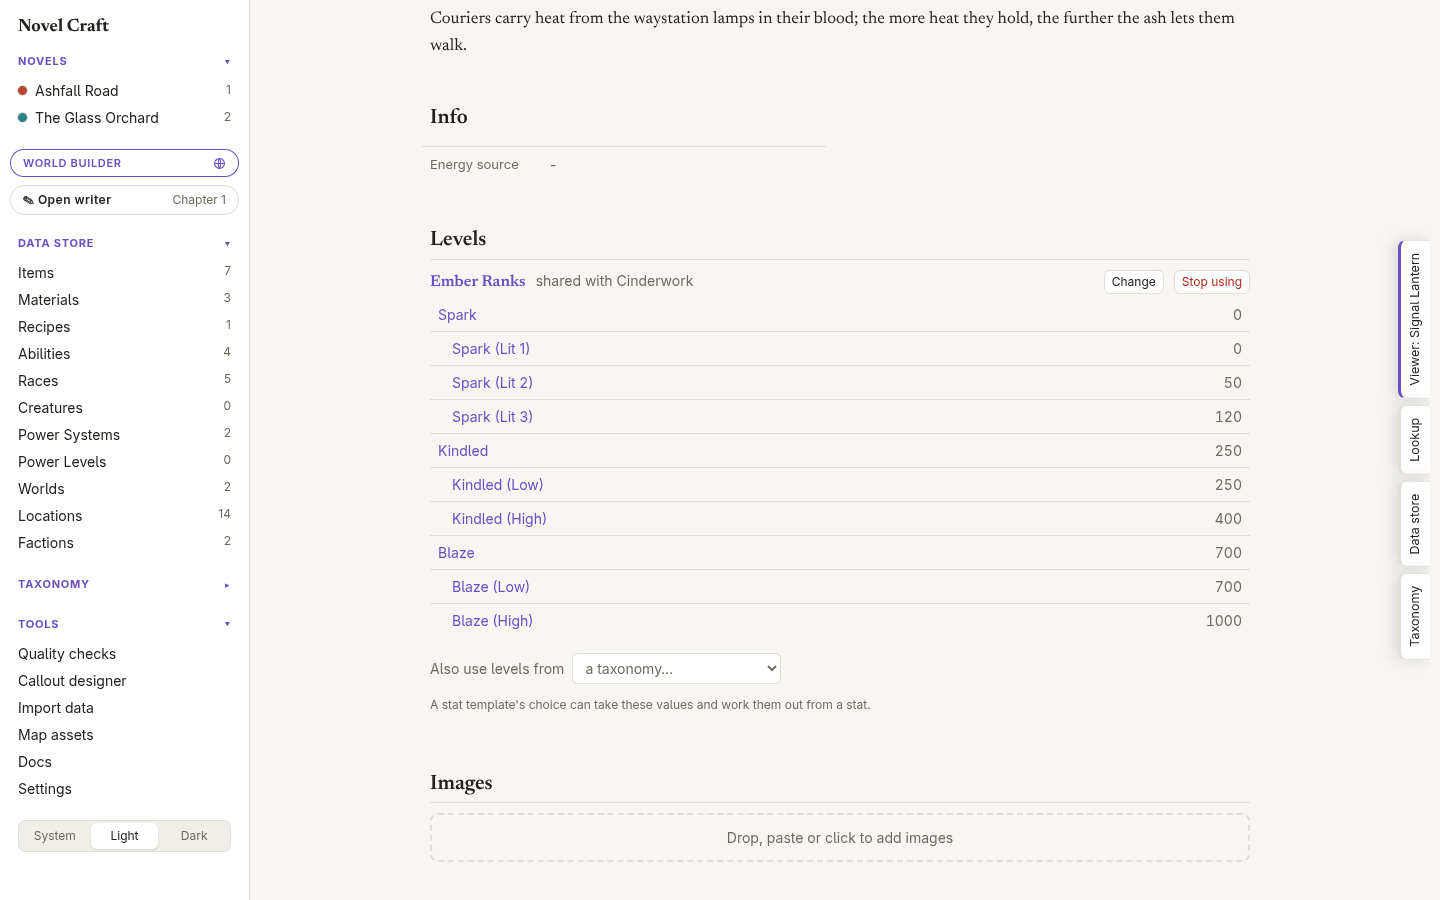 Novel Craft
NOVELS
Ashfall Road 1
The Glass Orchard 2
WORLD BUILDER
Open writer Chapter 1
DATA STORE
Items 7
Materials 3
Recipes 1
Abilities 4
Races 5
Creatures 0
Power Systems 2
Power Levels 0
Worlds 2
Locations 14
Factions 2
TAXONOMY
TOOLS
Quality checks
Callout designer
Import data
Map assets
Docs
Settings
System Light Dark
Couriers carry heat from the waystation lamps in their blood; the more heat they hold, the further the ash lets them
walk.
Info
Energy source -
Levels
Ember Ranks shared with Cinderwork Change Stop using
Spark 0
Spark (Lit 1) 0
Spark (Lit 2) 50
Spark (Lit 3) 120
Kindled 250
Kindled (Low) 250
Kindled (High) 400
Blaze 700
Blaze (Low) 700
Blaze (High) 1000
Also use levels from a taxonomy...
A stat template's choice can take these values and work them out from a stat.
Images
Drop, paste or click to add images
Viewer: Signal Lantern
Lookup
Data store
Taxonomy